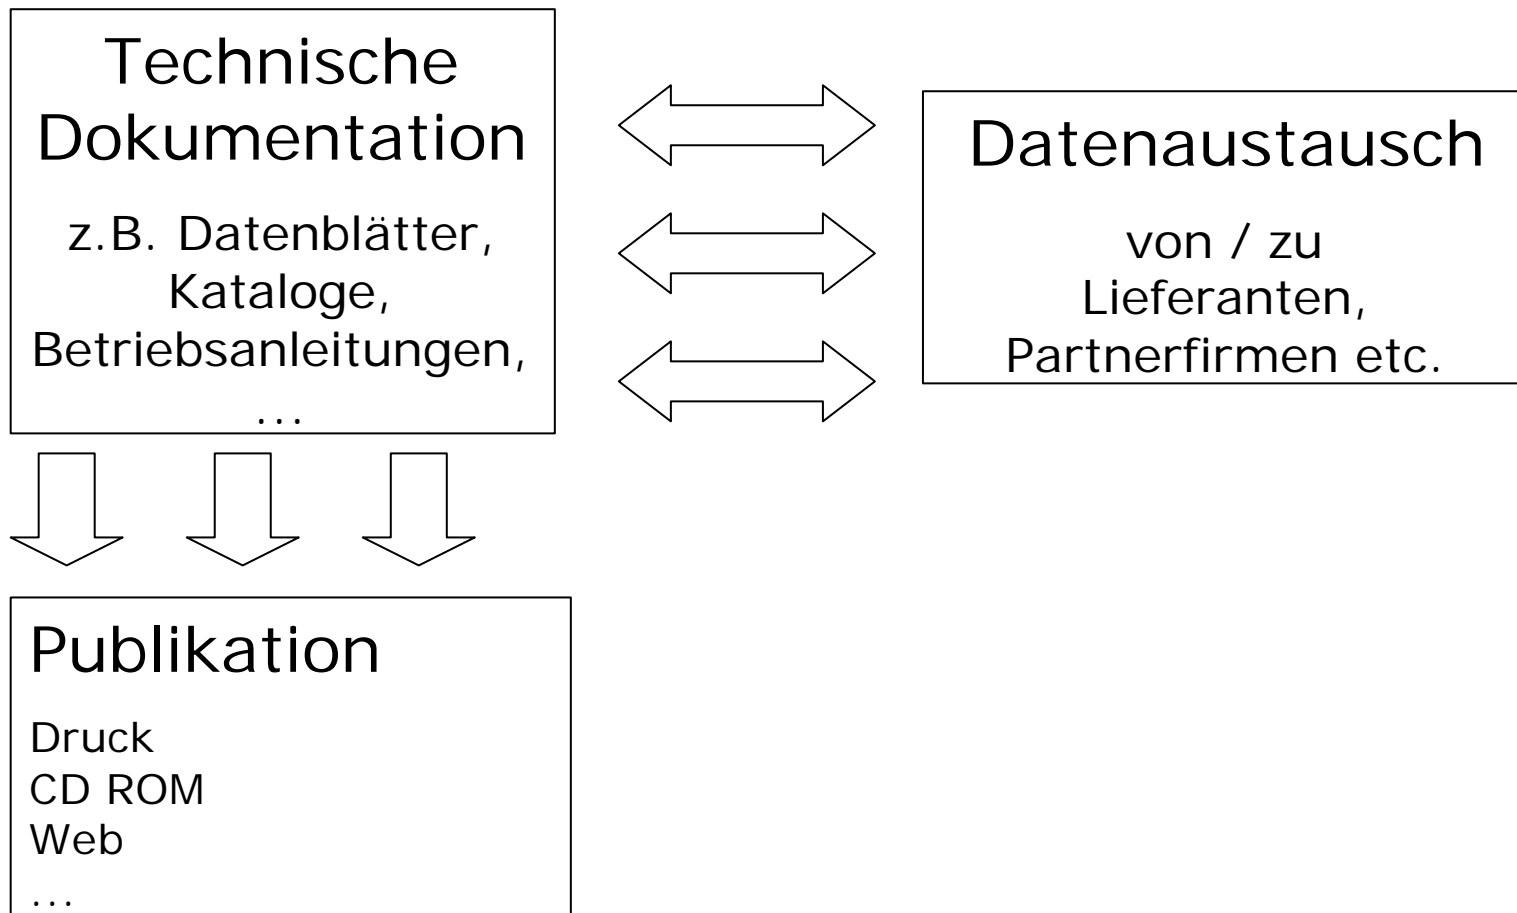 Technische
Dokumentation
z.B. Datenblätter,
Kataloge,
Betriebsanleitungen,
...
Datenaustausch
von / zu
Lieferanten,
Partnerfirmen etc.
Publikation
Druck
CD ROM
Web
...